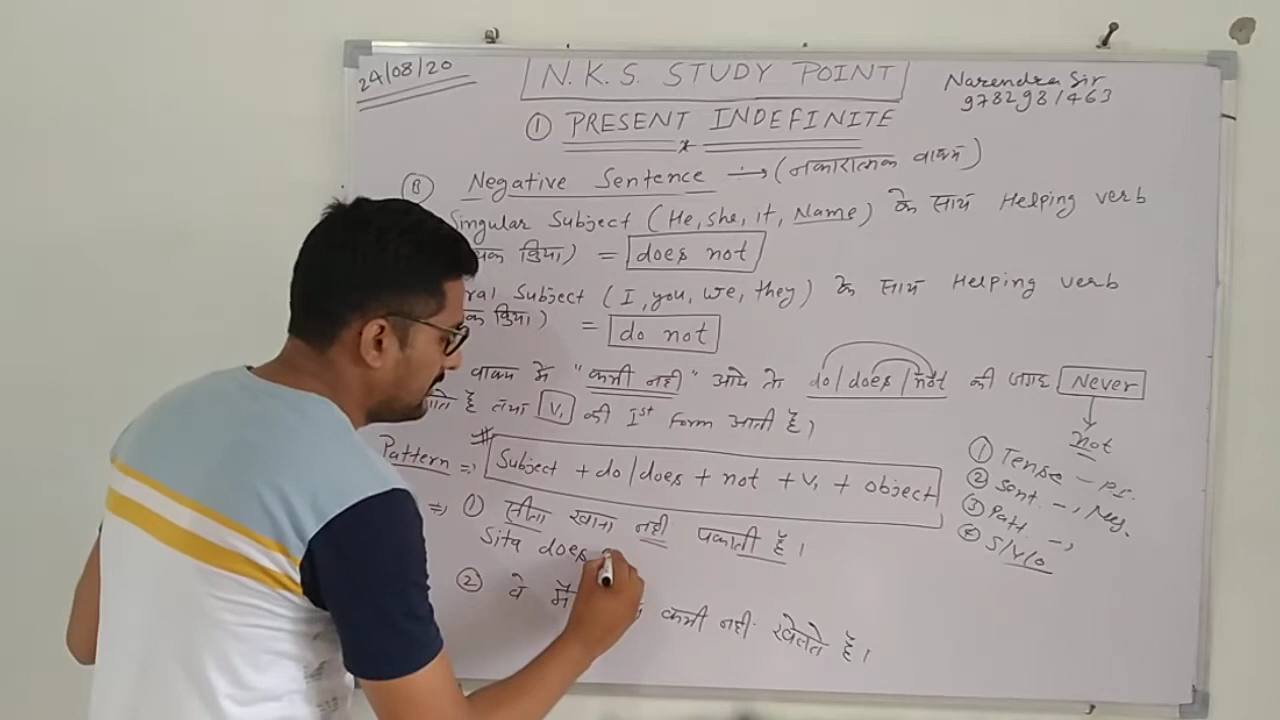 24/08/20
N.K.S. STUDY POINT
Narendra Sir
9782981463
① PRESENT INDEFINITE
Ⓑ Negative Sentence → (नकारात्मक वाक्य)
Singular Subject (He, she, it, Name) के साथ Helping verb
क्रिया) = does not
Subject (I, you, we, they) के साथ Helping verb
क्रिया) = do not
वाक्य में "कभी नहीं" आये तो do/does/not की जगह Never
हैं तथा V₁ की Ist Form आती है।
not
Pattern ⇒ Subject + do/does + not + V₁ + object
① Tense - P.I.
② Sent. -, Neg.
③ Patt. -,
④ S/V/O
⇒ ① सीता खाना नहीं पकाती है।
Sita does
② वे कभी नहीं खेलते हैं।